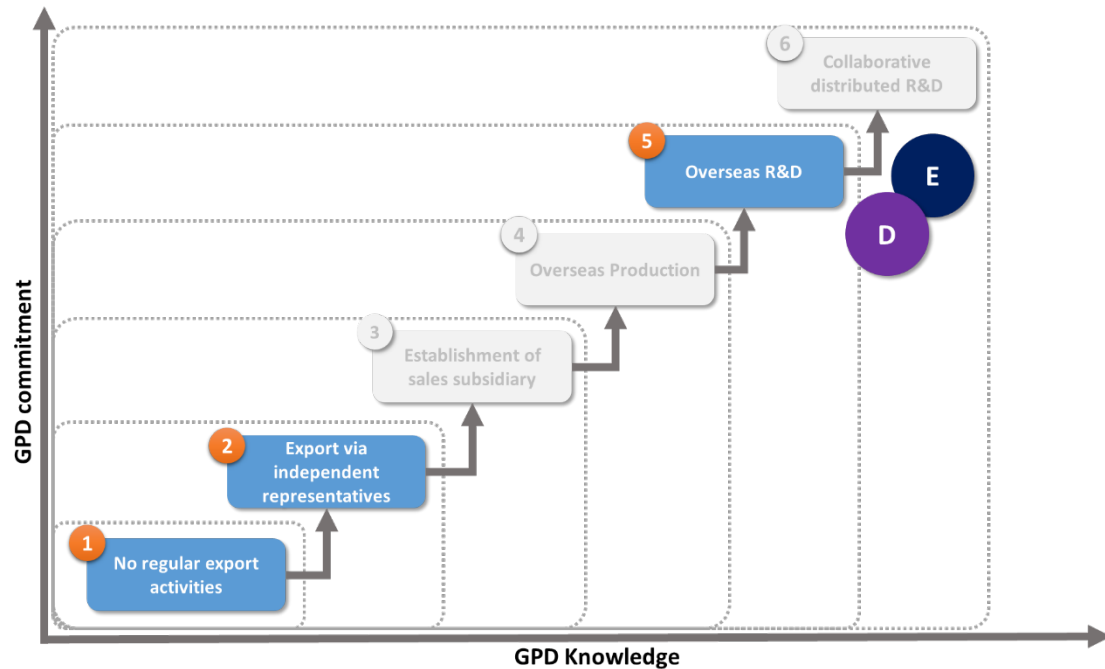 6
Collaborative
distributed R&D
5
Overseas R&D
E
D
4
Overseas Production
3
Establishment of
sales subsidiary
2
Export via
independent
representatives
1
No regular export
activities
GPD commitment
GPD Knowledge